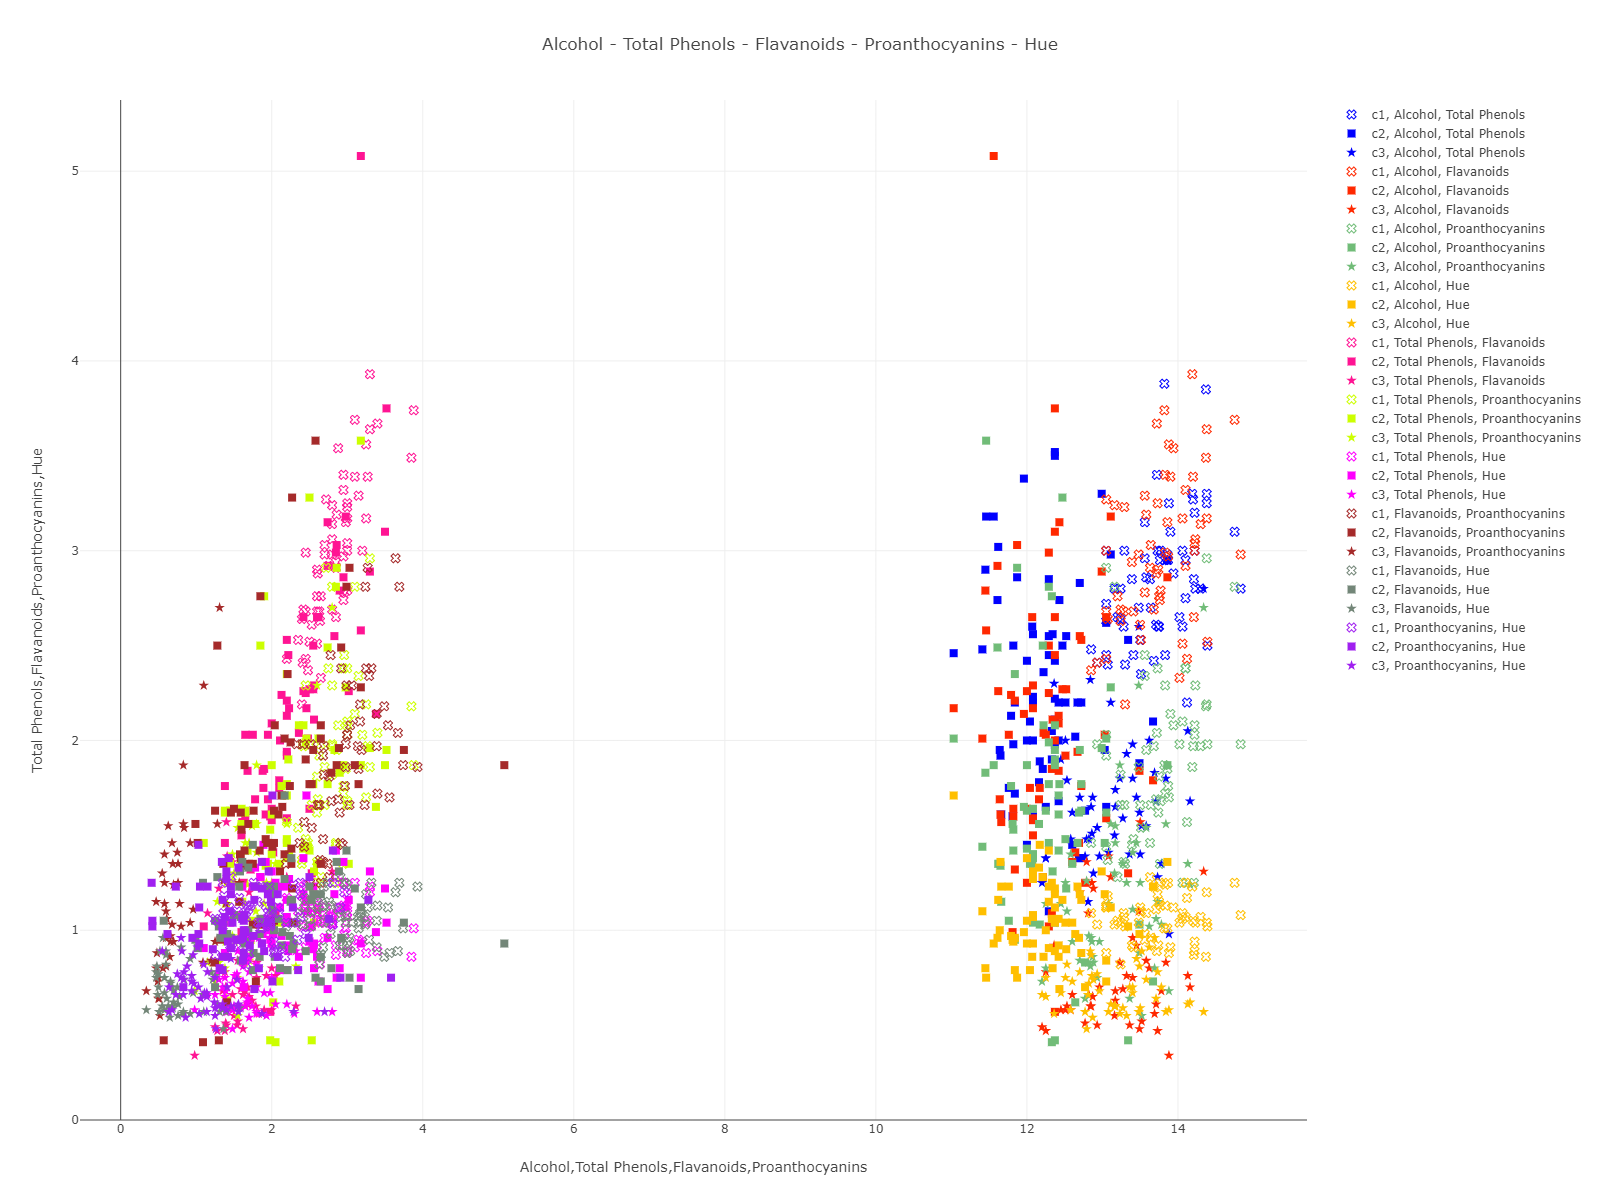 Alcohol - Total Phenols - Flavanoids - Proanthocyanins - Hue
Total Phenols,Flavanoids,Proanthocyanins,Hue
5
4
3
2
1
0
0 2 4 6 8 10 12 14
Alcohol,Total Phenols,Flavanoids,Proanthocyanins
c1, Alcohol, Total Phenols
c2, Alcohol, Total Phenols
c3, Alcohol, Total Phenols
c1, Alcohol, Flavanoids
c2, Alcohol, Flavanoids
c3, Alcohol, Flavanoids
c1, Alcohol, Proanthocyanins
c2, Alcohol, Proanthocyanins
c3, Alcohol, Proanthocyanins
c1, Alcohol, Hue
c2, Alcohol, Hue
c3, Alcohol, Hue
c1, Total Phenols, Flavanoids
c2, Total Phenols, Flavanoids
c3, Total Phenols, Flavanoids
c1, Total Phenols, Proanthocyanins
c2, Total Phenols, Proanthocyanins
c3, Total Phenols, Proanthocyanins
c1, Total Phenols, Hue
c2, Total Phenols, Hue
c3, Total Phenols, Hue
c1, Flavanoids, Proanthocyanins
c2, Flavanoids, Proanthocyanins
c3, Flavanoids, Proanthocyanins
c1, Flavanoids, Hue
c2, Flavanoids, Hue
c3, Flavanoids, Hue
c1, Proanthocyanins, Hue
c2, Proanthocyanins, Hue
c3, Proanthocyanins, Hue